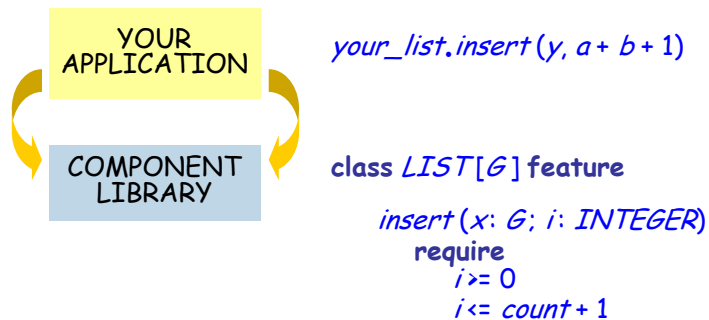 YOUR
APPLICATION
your_list.insert (y, a + b + 1)
COMPONENT
LIBRARY
class LIST [G] feature
insert (x: G; i: INTEGER)
require
i >= 0
i <= count + 1